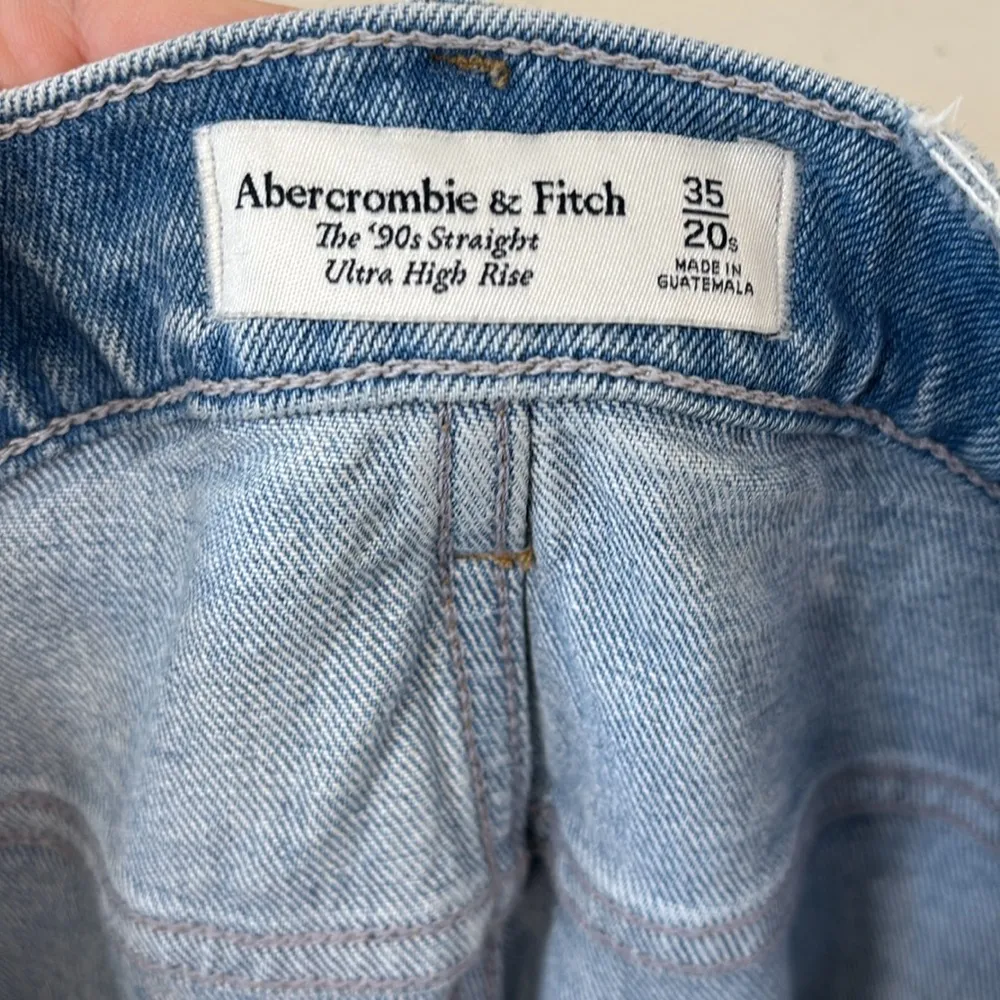 Abercrombie & Fitch
The ‘90s Straight
Ultra High Rise
35
20s
MADE IN
GUATEMALA